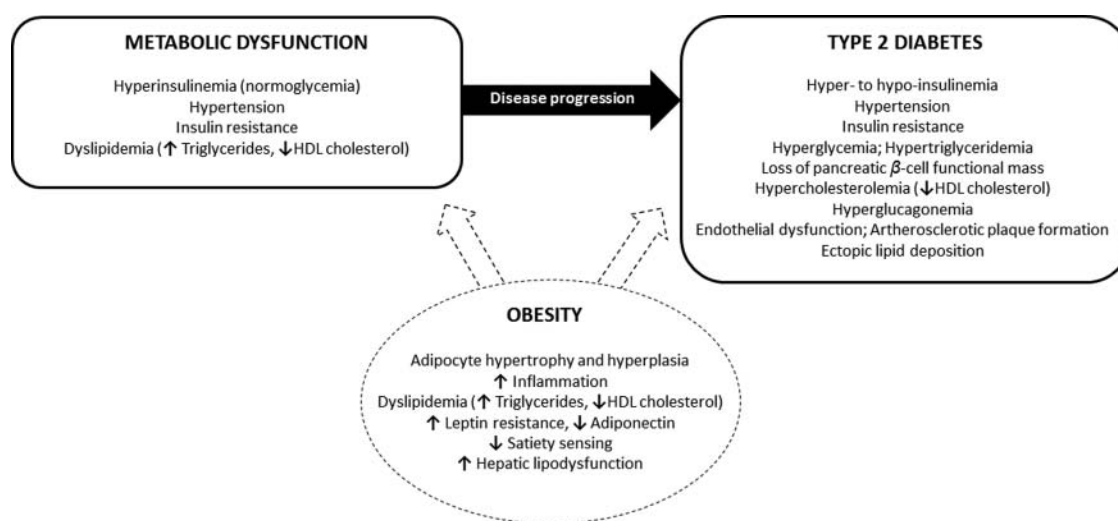 METABOLIC DYSFUNCTION
Hyperinsulinemia (normoglycemia)
Hypertension
Insulin resistance
Dyslipidemia (↑ Triglycerides, ↓HDL cholesterol)
Disease progression
TYPE 2 DIABETES
Hyper- to hypo-insulinemia
Hypertension
Insulin resistance
Hyperglycemia; Hypertriglyceridemia
Loss of pancreatic β-cell functional mass
Hypercholesterolemia (↓HDL cholesterol)
Hyperglucagonemia
Endothelial dysfunction; Artherosclerotic plaque formation
Ectopic lipid deposition
OBESITY
Adipocyte hypertrophy and hyperplasia
↑ Inflammation
Dyslipidemia (↑ Triglycerides, ↓HDL cholesterol)
↑ Leptin resistance, ↓ Adiponectin
↓ Satiety sensing
↑ Hepatic lipodysfunction